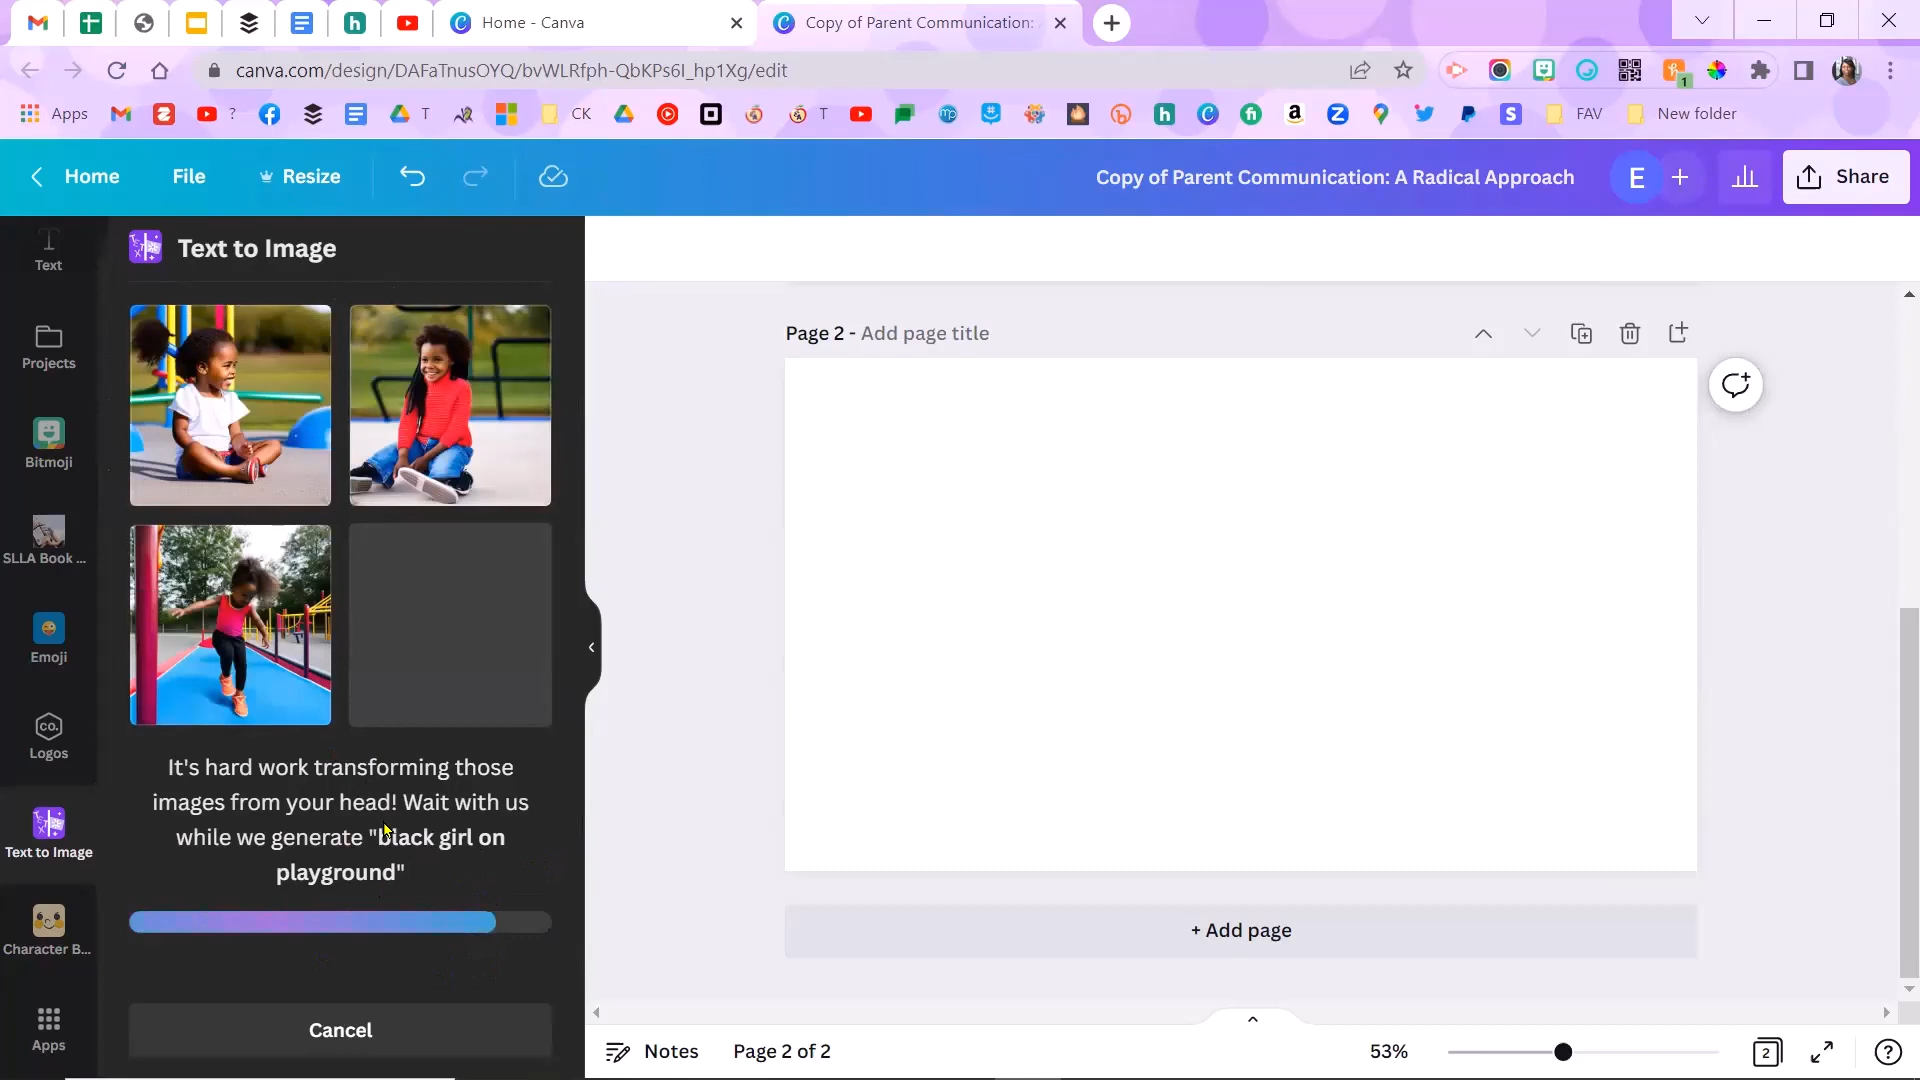 Home - Canva
Copy of Parent Communication: A
canva.com/design/DAFaTnusOYQ/bvWLRfph-QbKPs6I_hp1Xg/edit
1
Apps
?
T
CK
T
FAV
New folder
Home
File
Resize
Copy of Parent Communication: A Radical Approach
E
Share
Text
Projects
Bitmoji
SLLA Book ...
Emoji
CO.
Logos
Text to Image
Character B...
Apps
Text to Image
It's hard work transforming those
images from your head! Wait with us
while we generate "black girl on
playground"
Cancel
Page 2 - Add page title
+ Add page
Notes
Page 2 of 2
53%
2